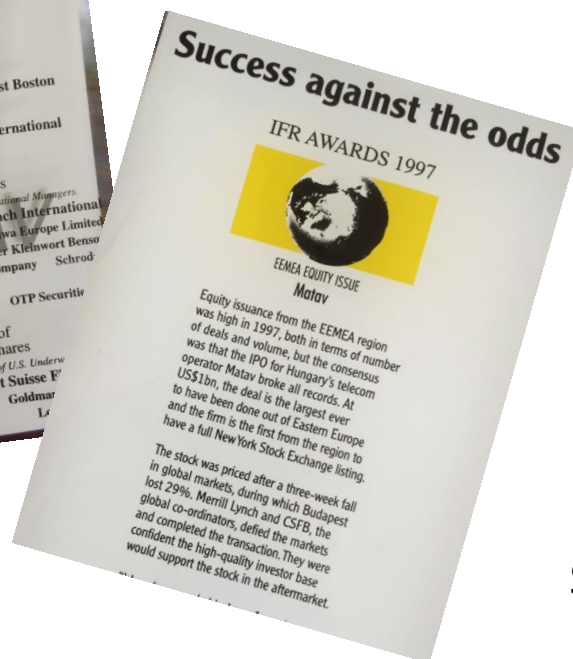 st Boston
ernational
s
ational Managers.
ach International
wa Europe Limited
r Kleinwort Benso
mpany Schrod
OTP Securitie
of
hares
of U.S. Underw
t Suisse F
Goldma
Success against the odds
IFR AWARDS 1997
EEMEA EQUITY ISSUE
Matav
Equity issuance from the EEMEA region
was high in 1997, both in terms of number
of deals and volume, but the consensus
was that the IPO for Hungary's telecom
operator Matav broke all records. At
US$1bn, the deal is the largest ever
to have been done out of Eastern Europe
and the firm is the first from the region to
have a full New York Stock Exchange listing.
The stock was priced after a three-week fall
in global markets, during which Budapest
lost 29%. Merrill Lynch and CSFB, the
global co-ordinators, defied the markets
and completed the transaction. They were
confident the high-quality investor base
would support the stock in the aftermarket.